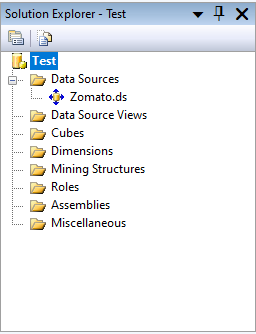 Solution Explorer - Test
Test
Data Sources
Zomato.ds
Data Source Views
Cubes
Dimensions
Mining Structures
Roles
Assemblies
Miscellaneous